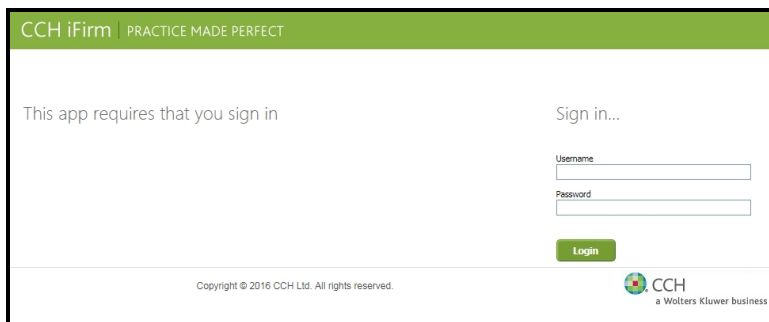 CCH iFirm | PRACTICE MADE PERFECT
This app requires that you sign in
Sign in...
Username
Password
Login
Copyright © 2016 CCH Ltd. All rights reserved.
CCH
a Wolters Kluwer business